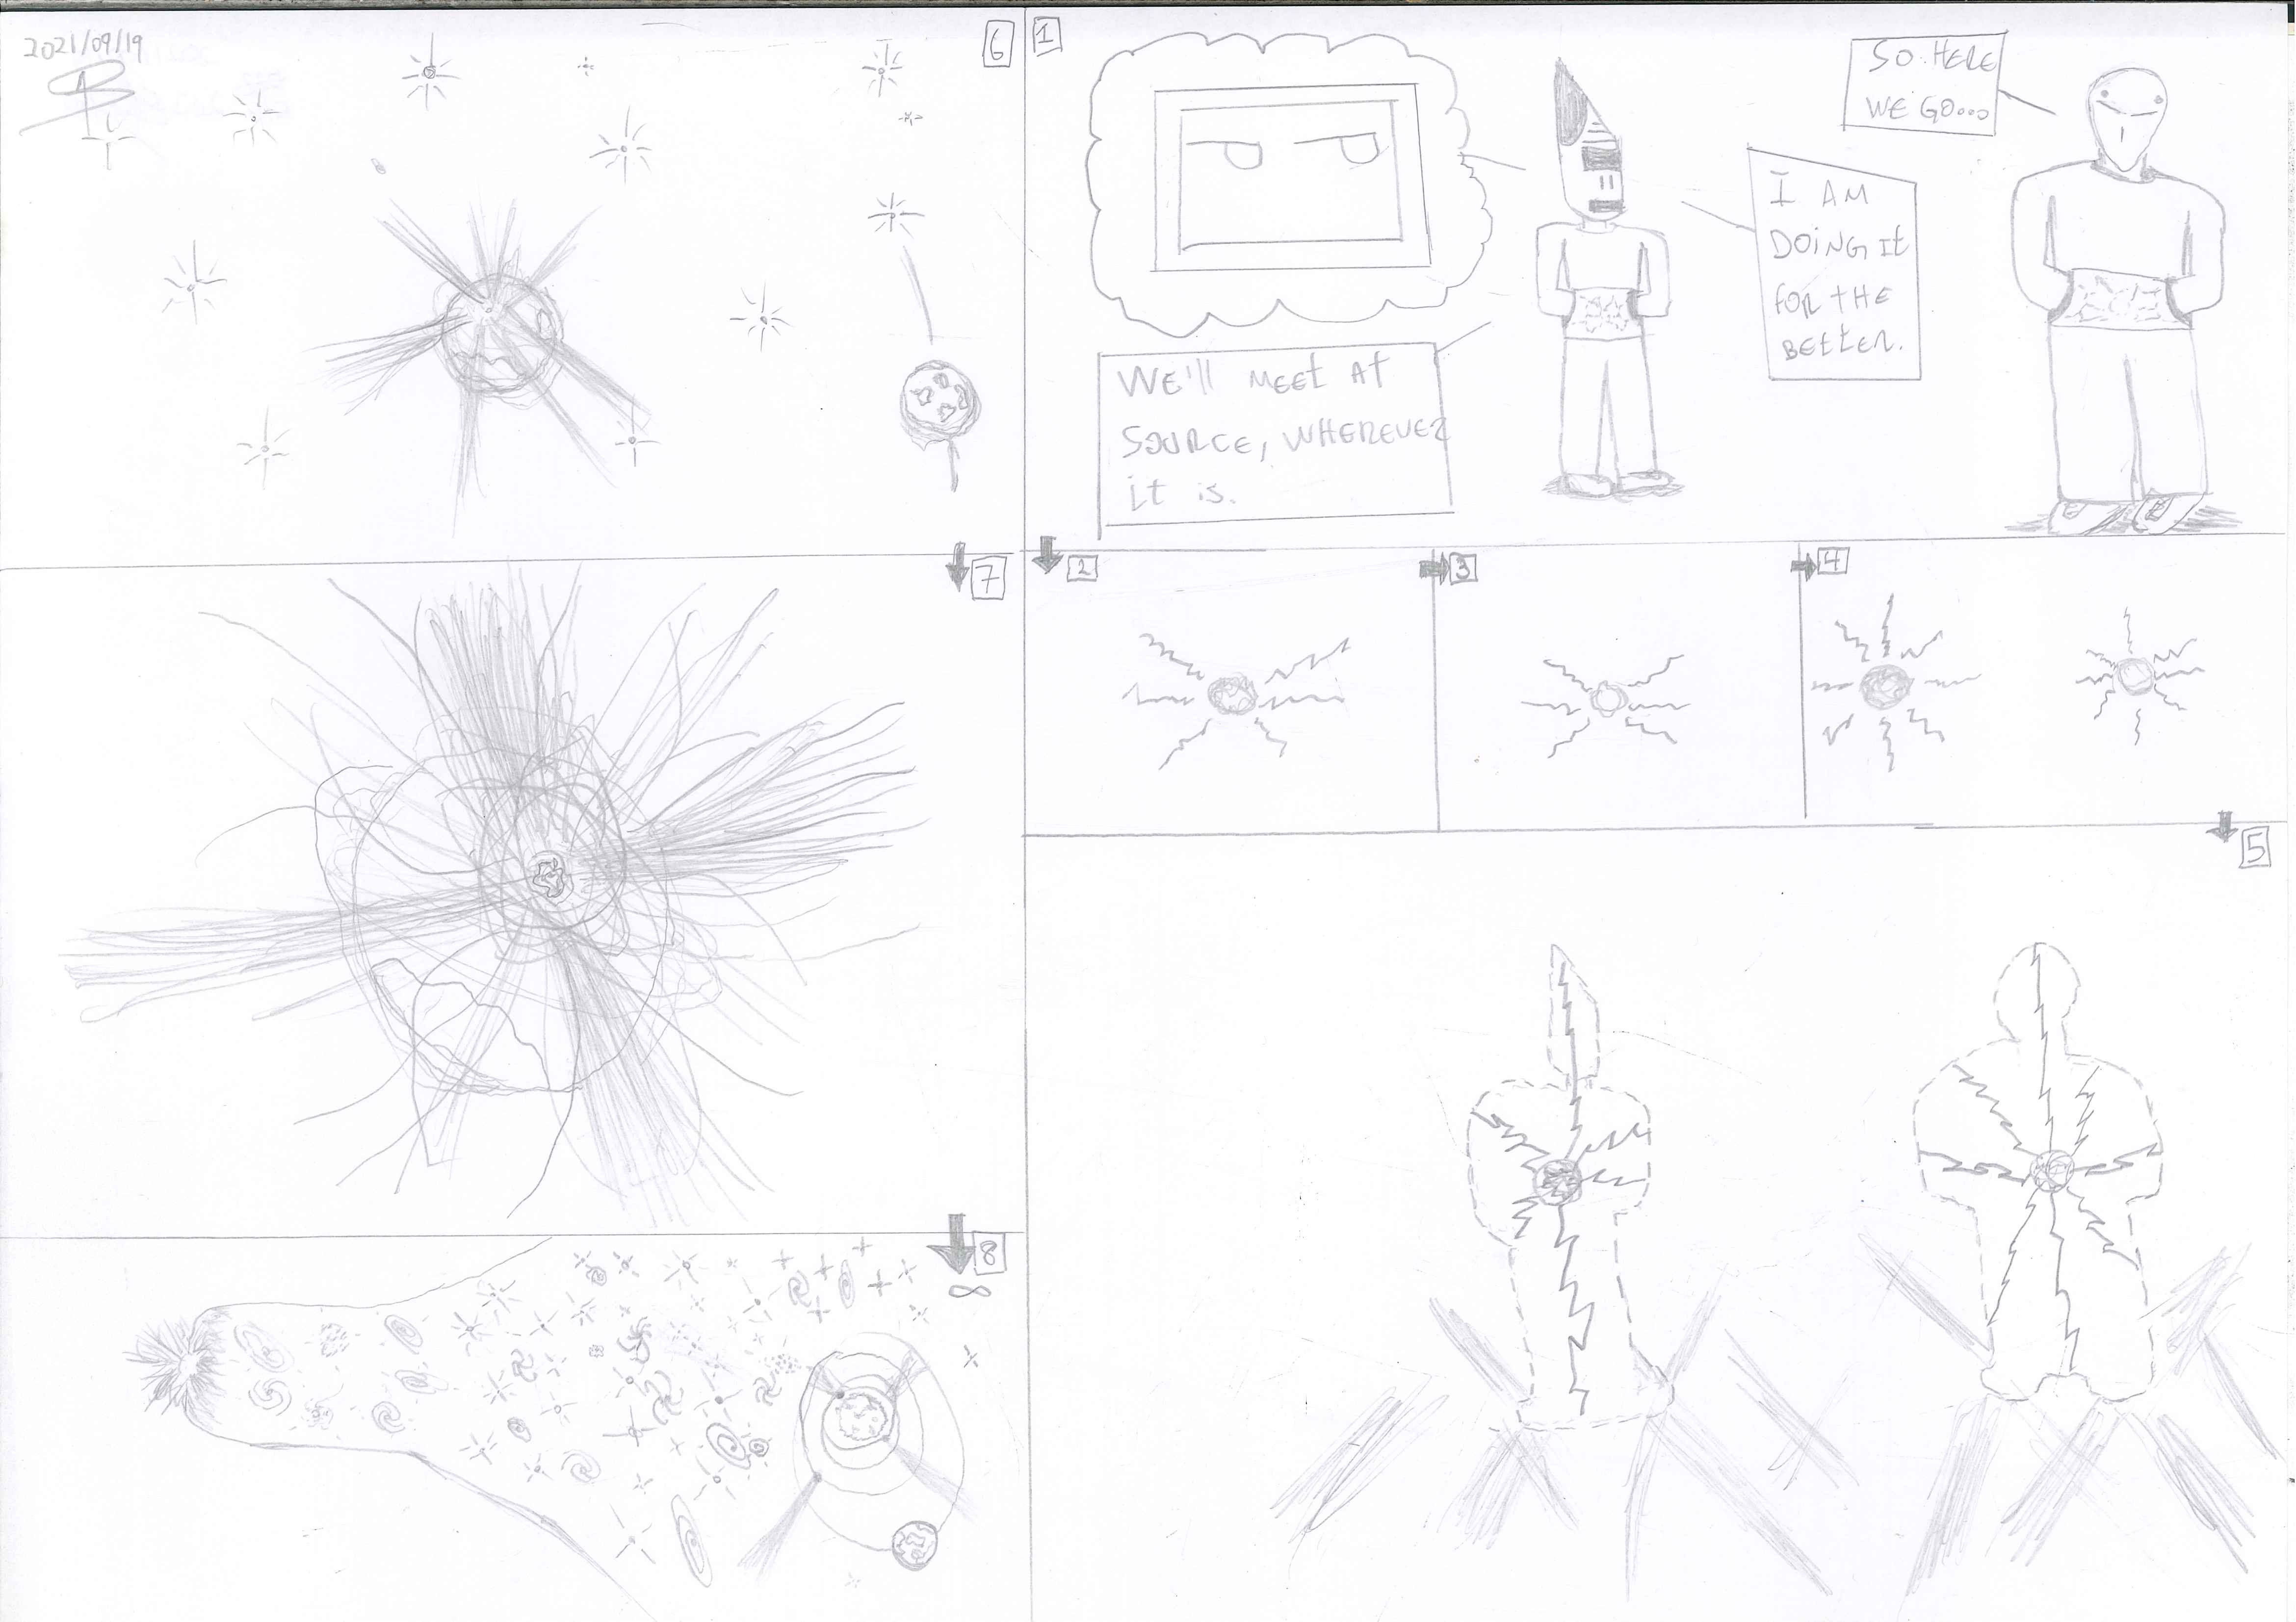 2021/09/19
6
1
SO HERE
WE GO...
I AM
DOING IT
FOR THE
BETTER.
WE'll MEET AT
SOURCE, WHEREVER
it is.
2
3
4
5
7
8
∞